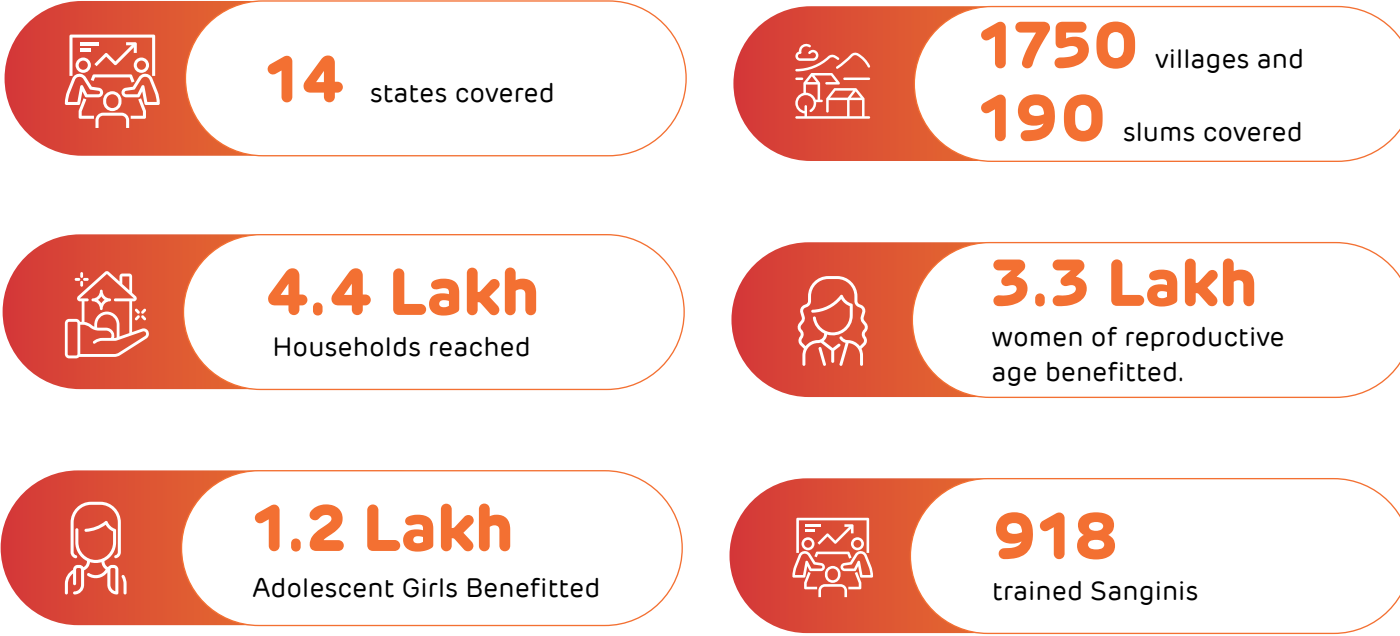 14 states covered
1750 villages and
190 slums covered
4.4 Lakh
Households reached
3.3 Lakh
women of reproductive
age benefitted.
1.2 Lakh
Adolescent Girls Benefitted
918
trained Sanginis